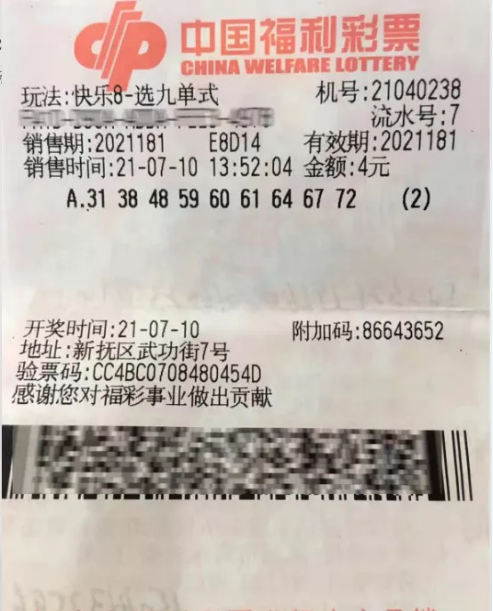 中国福利彩票
CHINA WELFARE LOTTERY
玩法:快乐8-选九单式 机号:21040238
流水号:7
销售期:2021181 E8D14 有效期:2021181
销售时间:21-07-10 13:52:04 金额:4元
A.31 38 48 59 60 61 64 67 72 (2)
开奖时间:21-07-10 附加码:86643652
地址:新抚区武功街7号
验票码:CC4BC0708480454D
感谢您对福彩事业做出贡献